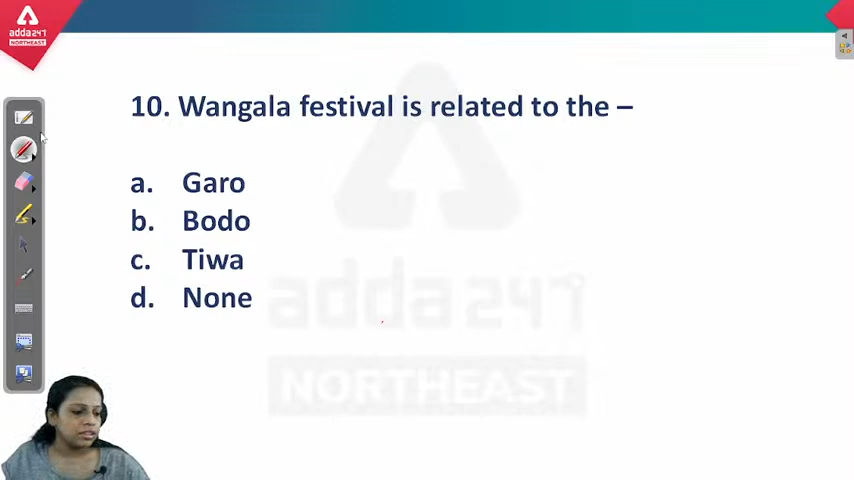 adda247
NORTHEAST
10. Wangala festival is related to the –
a. Garo
b. Bodo
c. Tiwa
d. None
adda247
NORTHEAST